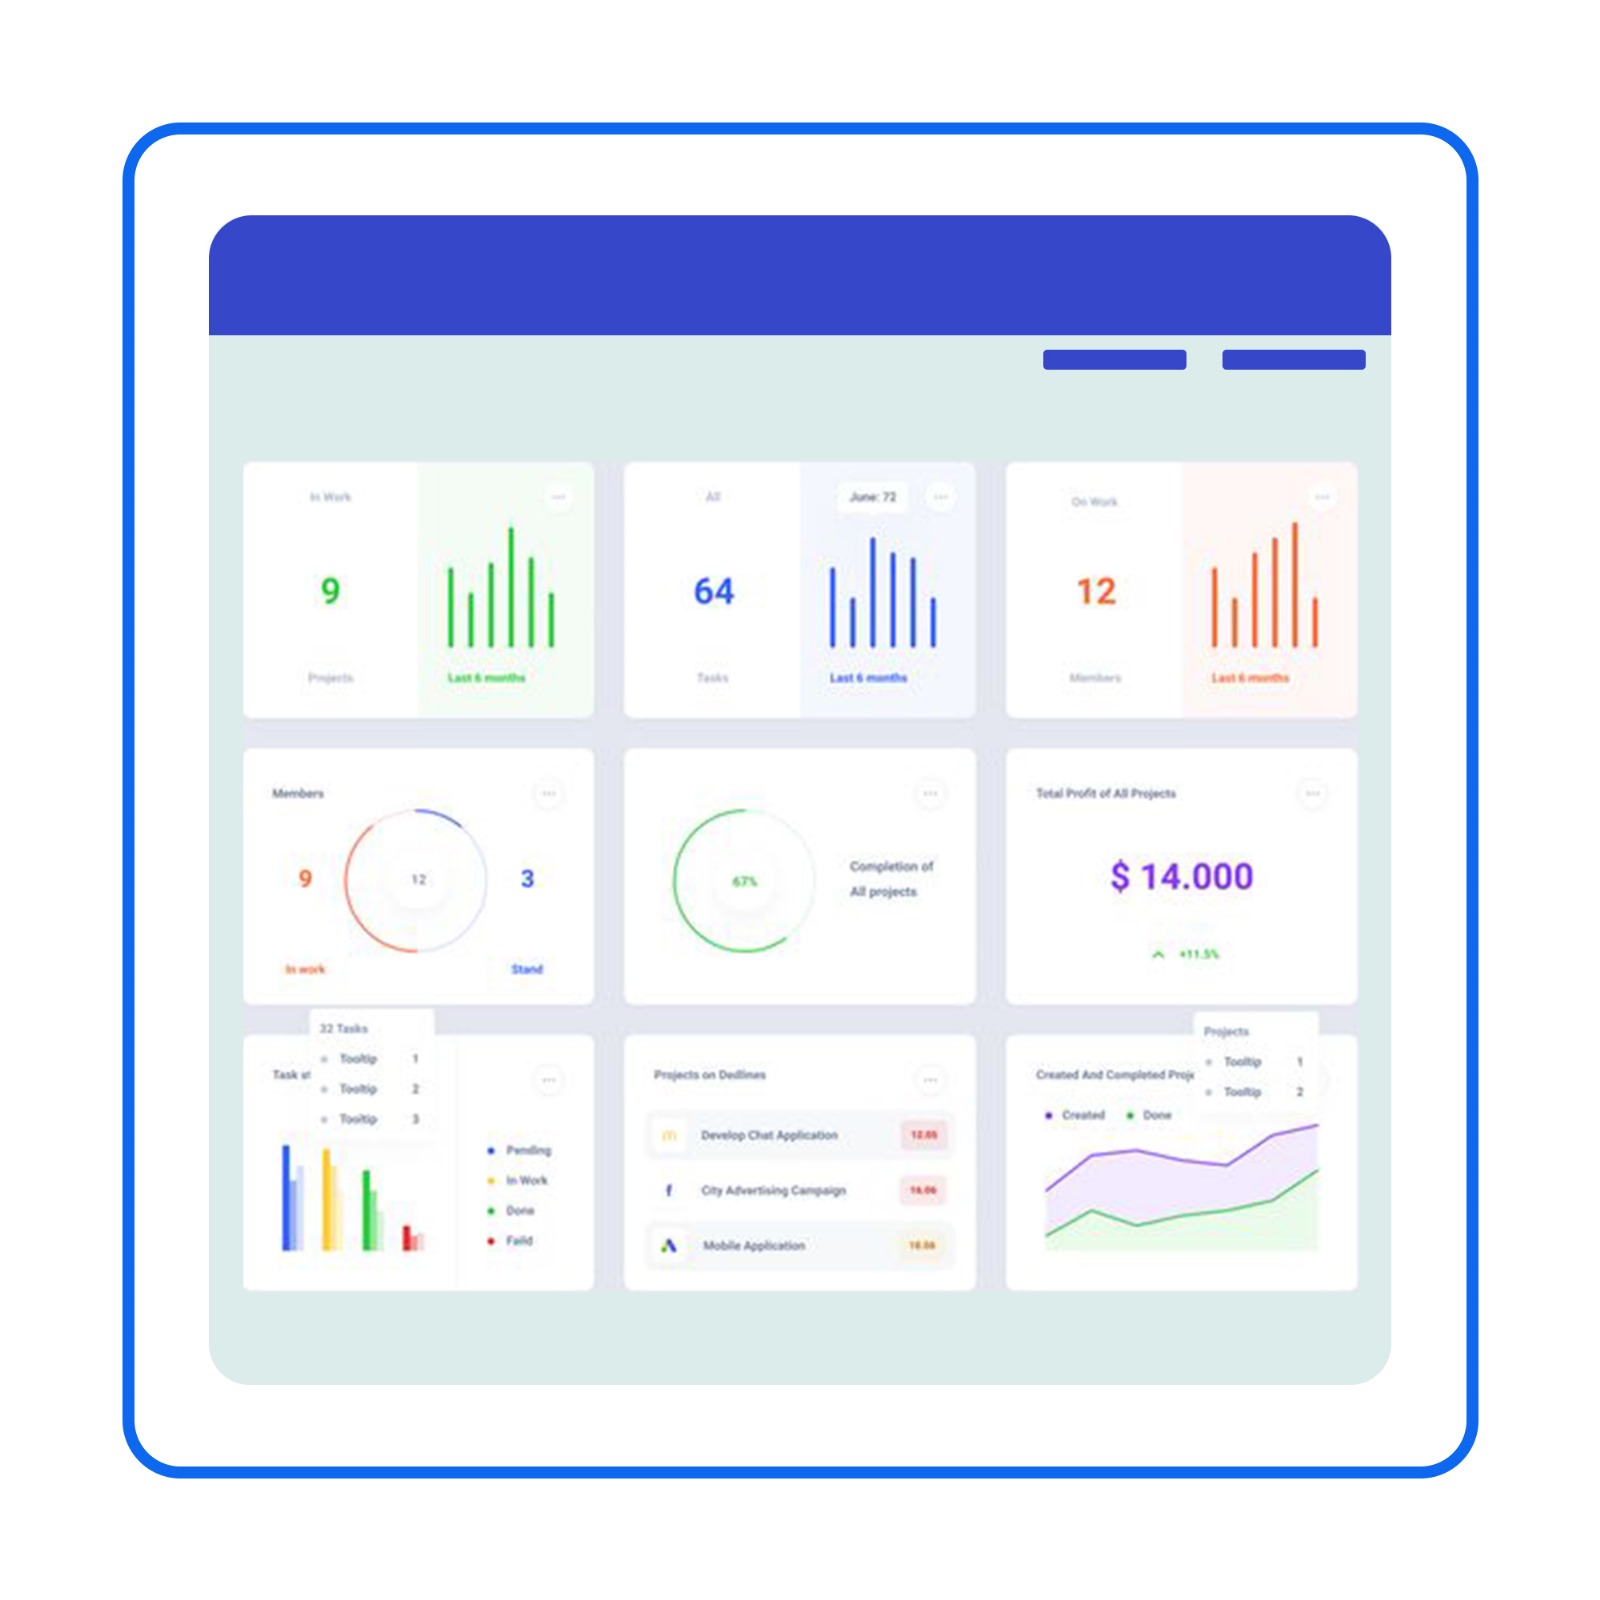 In Work
9
Projects
Last 6 months
All
64
Tasks
June: 72
Last 6 months
On Work
12
Members
Last 6 months
Members
9
12
3
In work
Stand
67%
Completion of
All projects
Total Profit of All Projects
$ 14.000
+11.5%
32 Tasks
Tooltip 1
Tooltip 2
Tooltip 3
Task st
Pending
In Work
Done
Faild
Projects on Dedlines
Develop Chat Application 12.05
City Advertising Campaign 16.06
Mobile Application
Projects
Tooltip 1
Tooltip 2
Created And Completed Proje
Created
Done